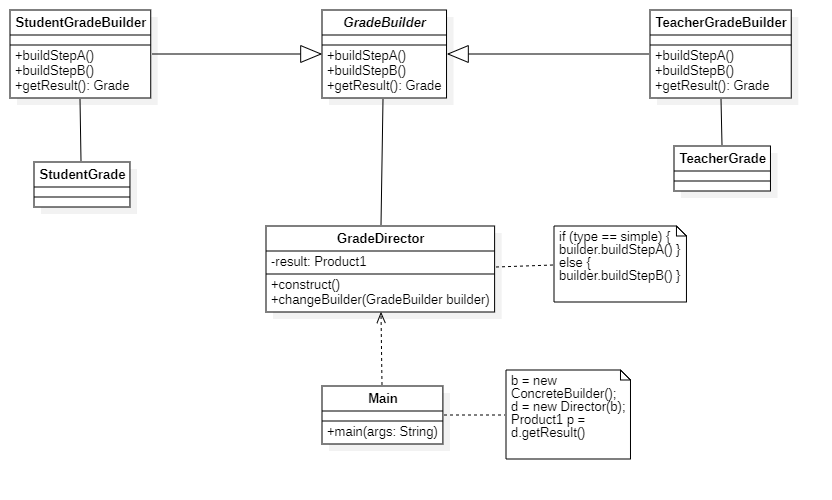 StudentGradeBuilder
+buildStepA()
+buildStepB()
+getResult(): Grade
GradeBuilder
+buildStepA()
+buildStepB()
+getResult(): Grade
TeacherGradeBuilder
+buildStepA()
+buildStepB()
+getResult(): Grade
StudentGrade
TeacherGrade
GradeDirector
-result: Product1
+construct()
+changeBuilder(GradeBuilder builder)
if (type == simple) {
builder.buildStepA() }
else {
builder.buildStepB() }
Main
+main(args: String)
b = new
ConcreteBuilder();
d = new Director(b);
Product1 p =
d.getResult()